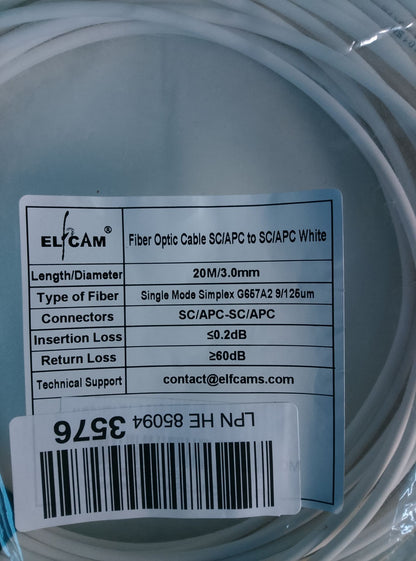 ELFCAM®
Fiber Optic Cable SC/APC to SC/APC White
Length/Diameter 20M/3.0mm
Type of Fiber Single Mode Simplex G657A2 9/125um
Connectors SC/APC-SC/APC
Insertion Loss ≤0.2dB
Return Loss ≥60dB
Technical Support contact@elfcams.com
LPN HE 85094 3576